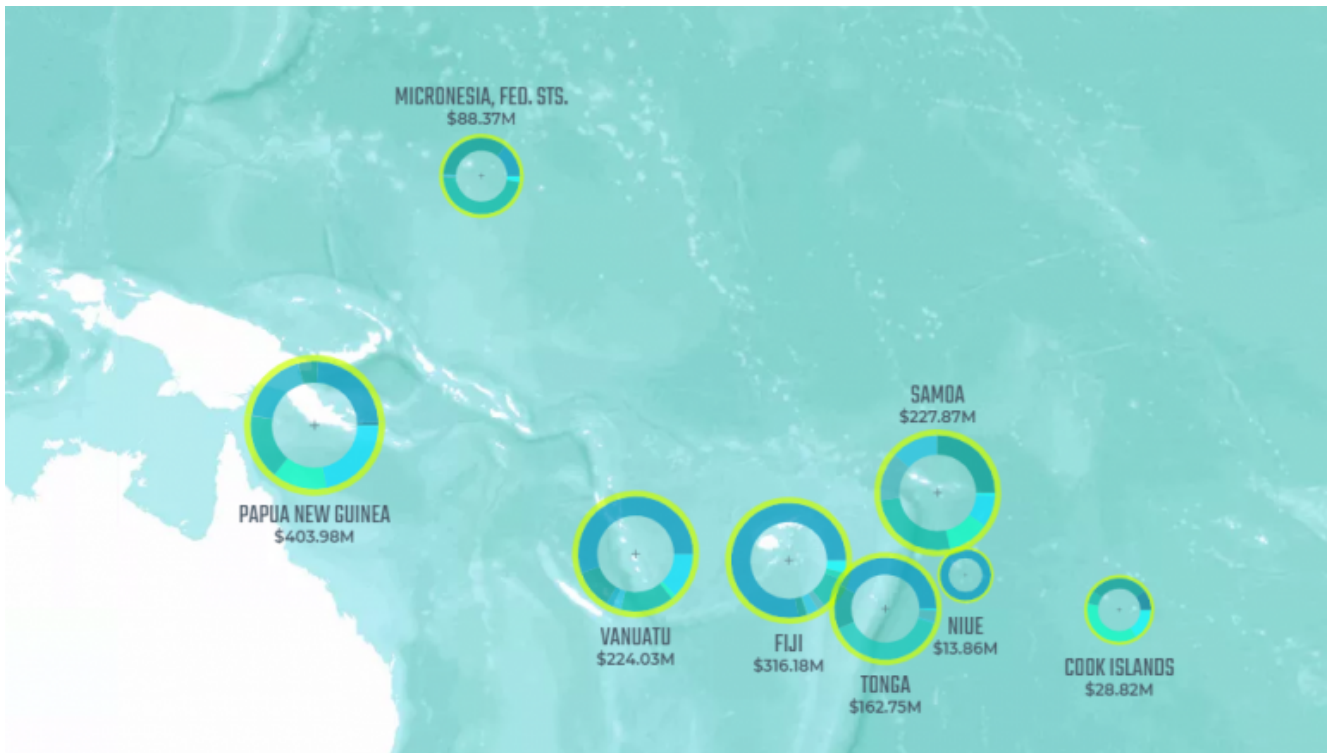 MICRONESIA, FED. STS.
$88.37M
SAMOA
$227.87M
PAPUA NEW GUINEA
$403.98M
VANUATU
$224.03M
FIJI
$316.18M
TONGA
$162.75M
NIUE
$13.86M
COOK ISLANDS
$28.82M